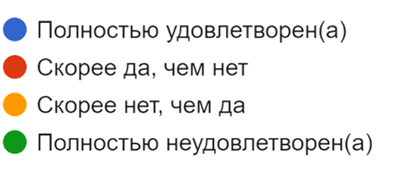 Полностью удовлетворен(а)
Скорее да, чем нет
Скорее нет, чем да
Полностью неудовлетворен(а)